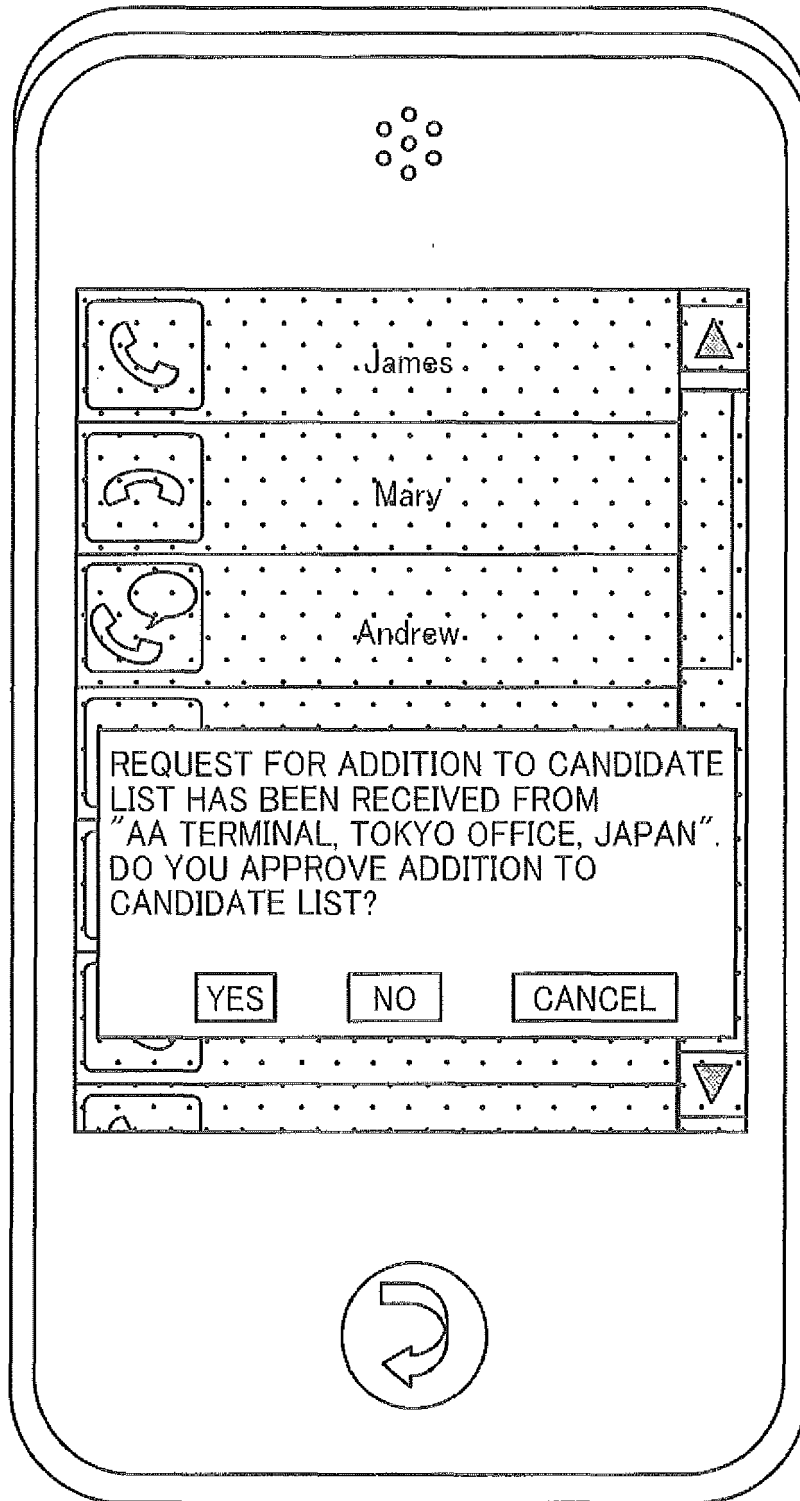 James
Mary
Andrew
REQUEST FOR ADDITION TO CANDIDATE
LIST HAS BEEN RECEIVED FROM
"AA TERMINAL, TOKYO OFFICE, JAPAN".
DO YOU APPROVE ADDITION TO
CANDIDATE LIST?
YES NO CANCEL